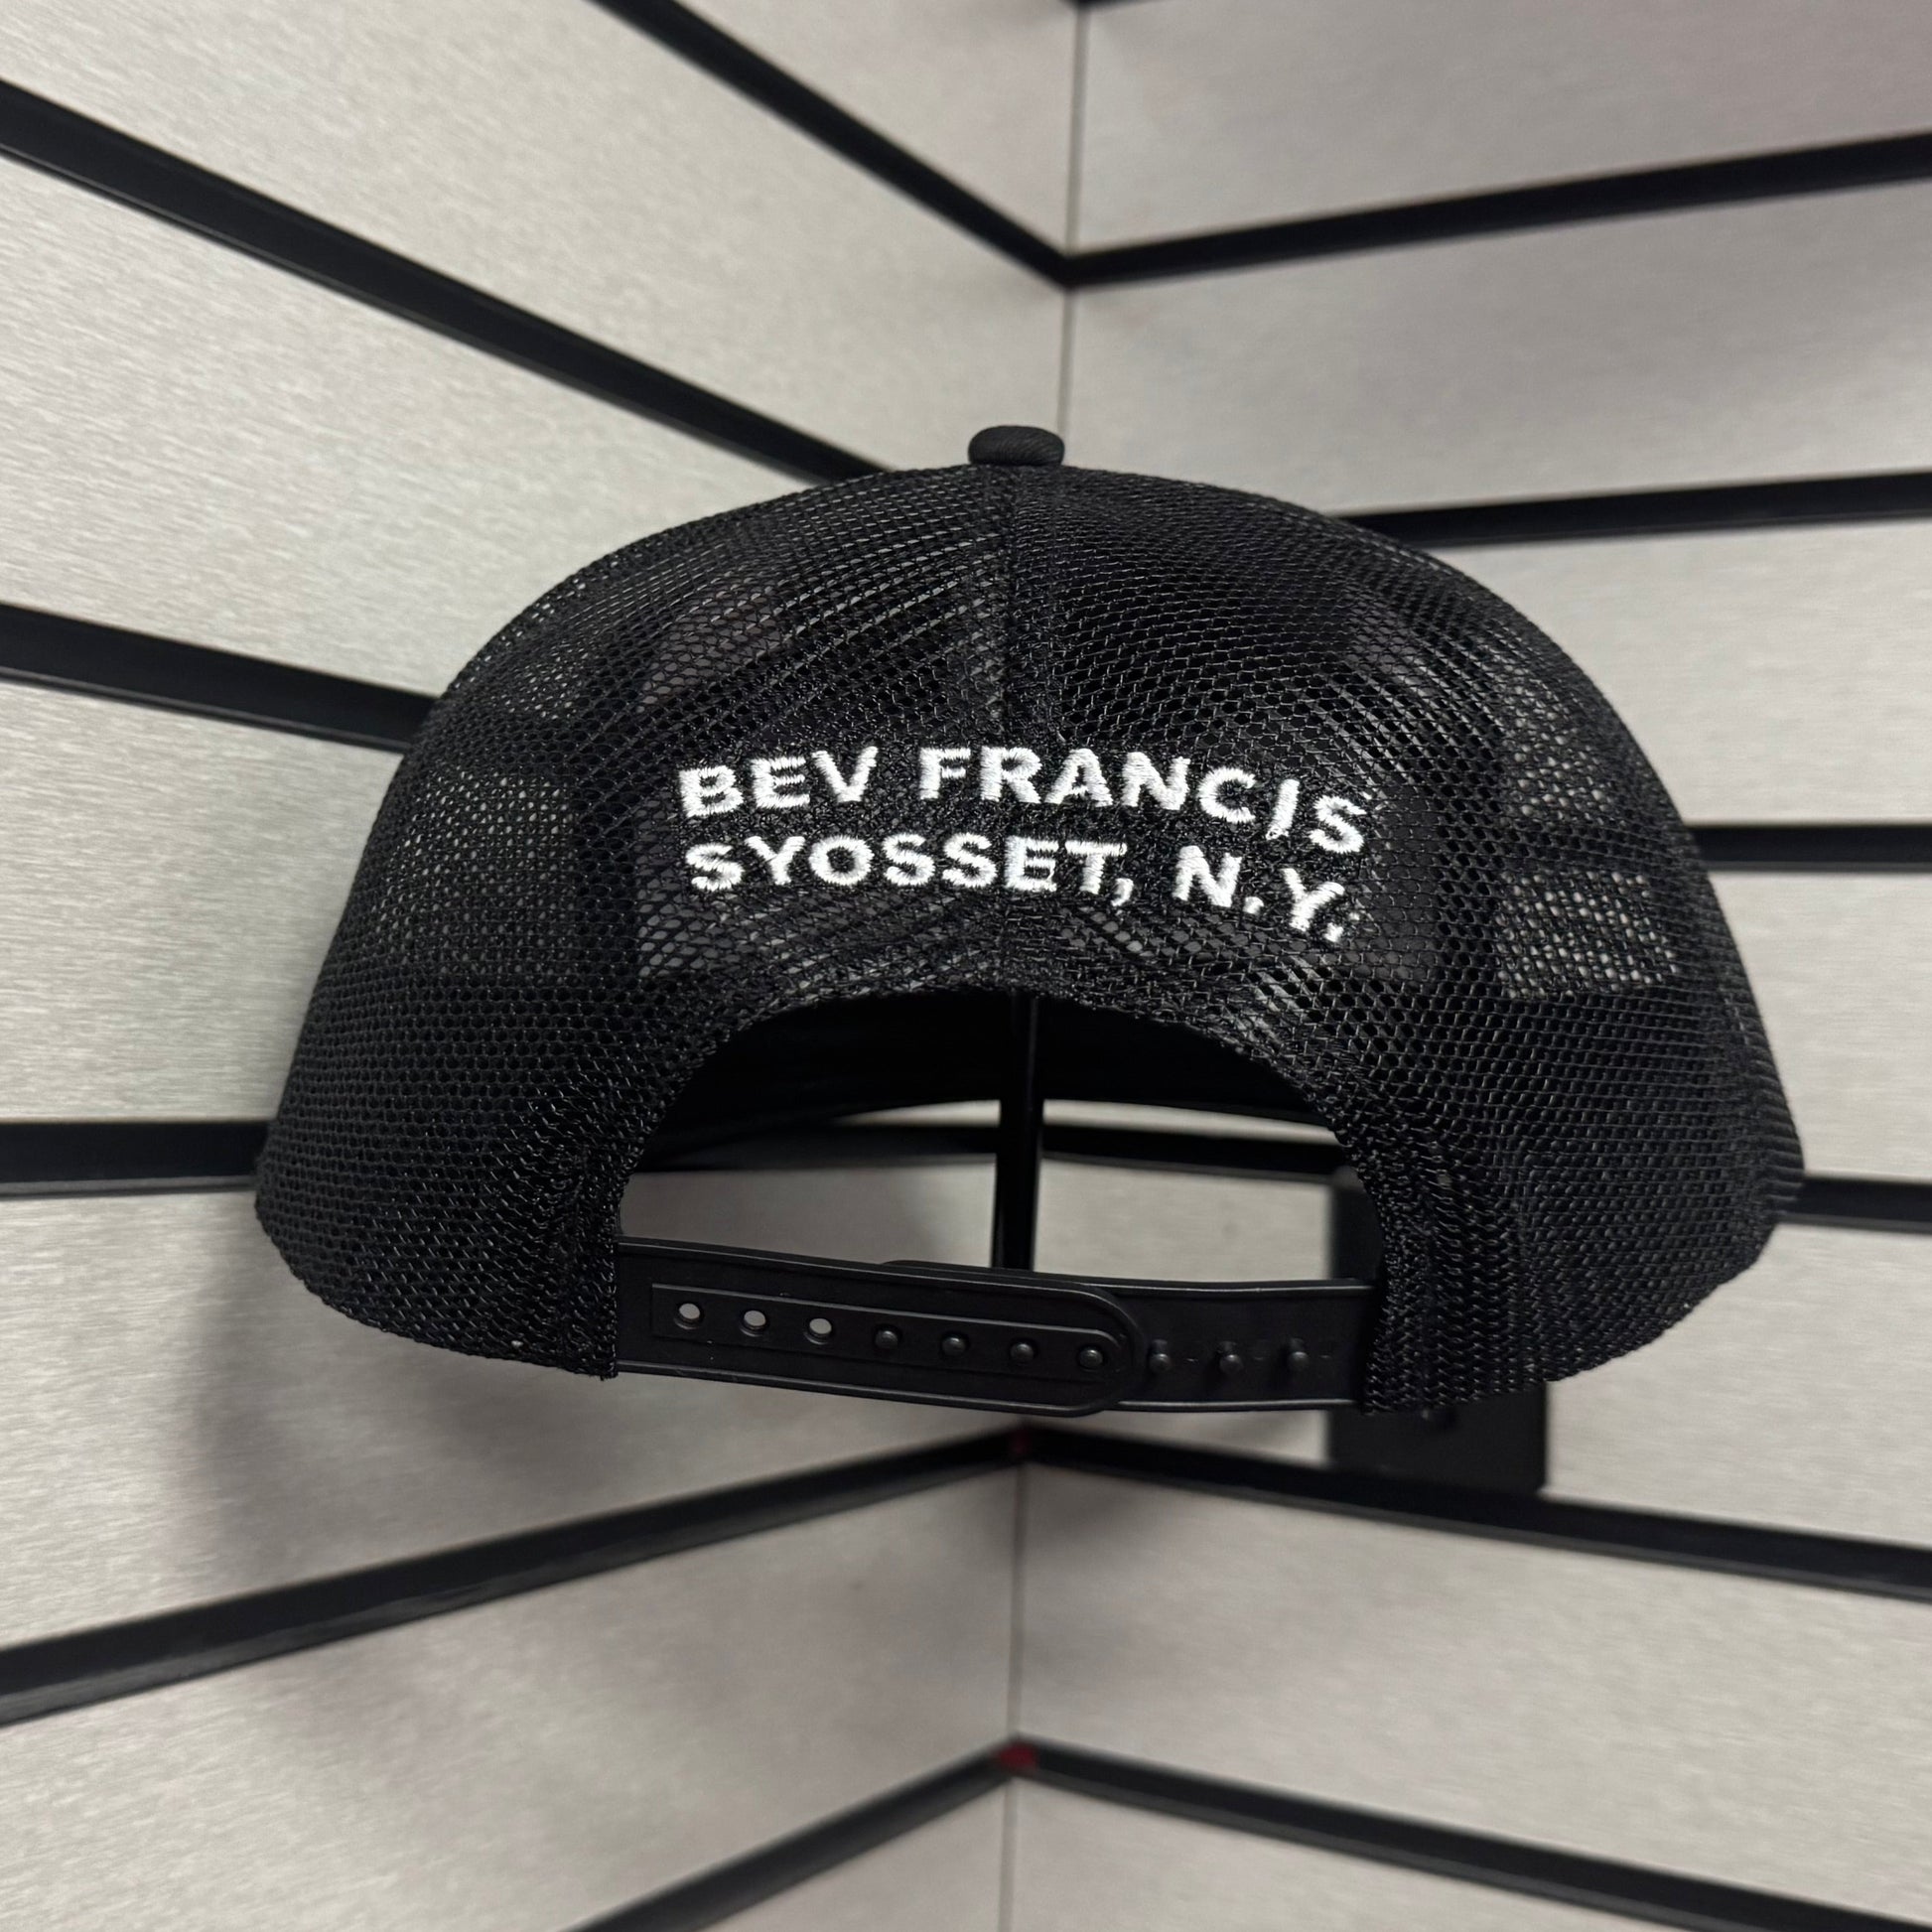 BEV FRANCIS
SYOSSET, N.Y.